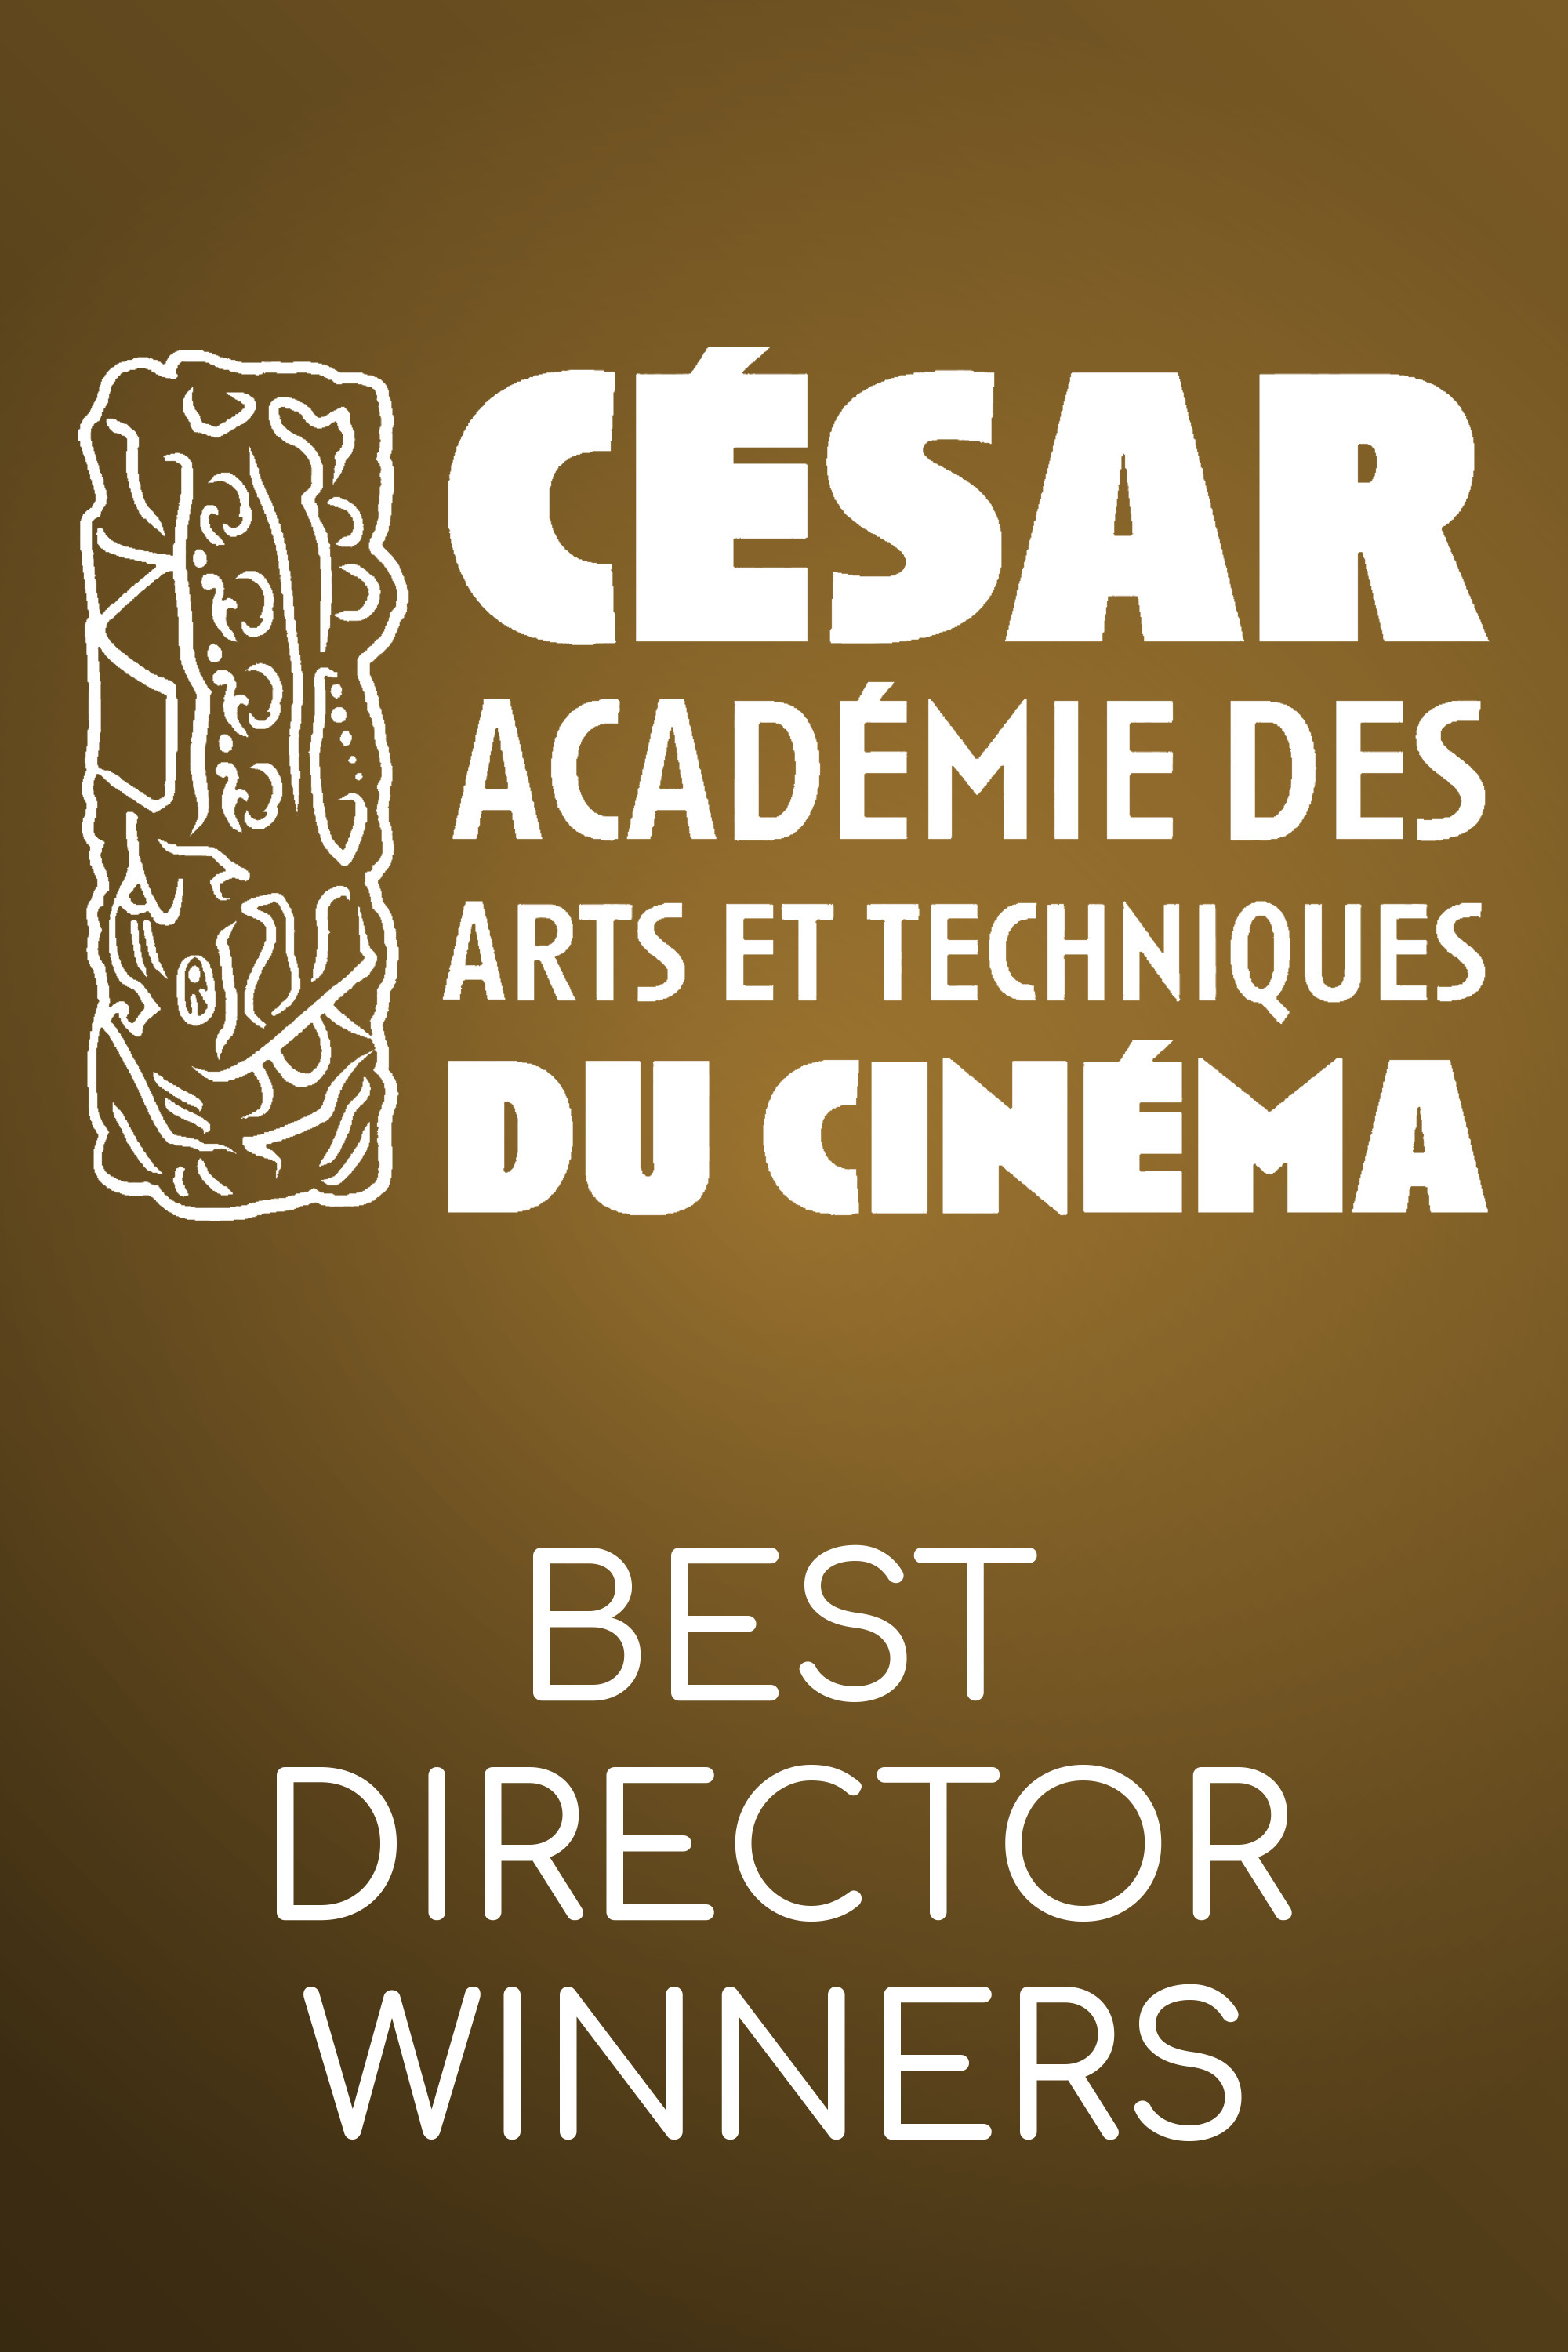 CÉSAR
ACADÉMIE DES
ARTS ET TECHNIQUES
DU CINÉMA
BEST
DIRECTOR
WINNERS